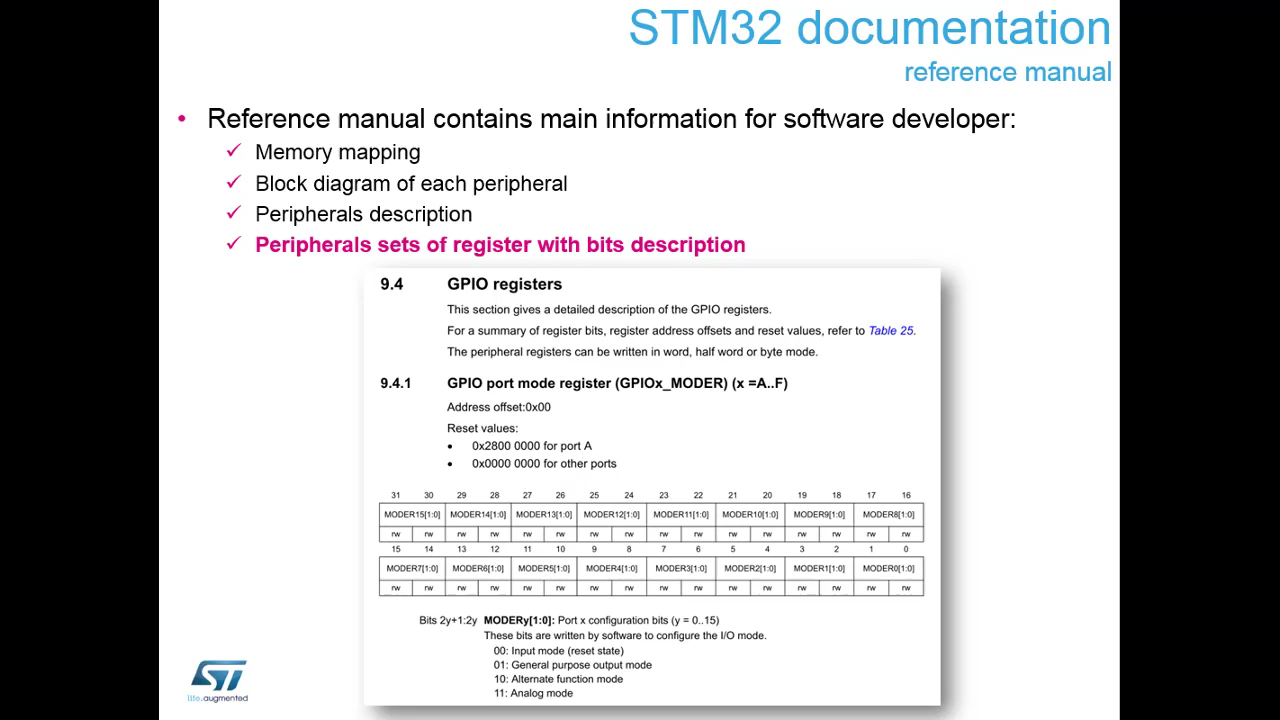 STM32 documentation
reference manual
• Reference manual contains main information for software developer:
✓ Memory mapping
✓ Block diagram of each peripheral
✓ Peripherals description
✓ Peripherals sets of register with bits description
9.4 GPIO registers
This section gives a detailed description of the GPIO registers.
For a summary of register bits, register address offsets and reset values, refer to Table 25.
The peripheral registers can be written in word, half word or byte mode.
9.4.1 GPIO port mode register (GPIOx_MODER) (x =A..F)
Address offset:0x00
Reset values:
• 0x2800 0000 for port A
• 0x0000 0000 for other ports
31 30 29 28 27 26 25 24 23 22 21 20 19 18 17 16
MODER15[1:0] MODER14[1:0] MODER13[1:0] MODER12[1:0] MODER11[1:0] MODER10[1:0] MODER9[1:0] MODER8[1:0]
rw rw rw rw rw rw rw rw rw rw rw rw rw rw rw rw
15 14 13 12 11 10 9 8 7 6 5 4 3 2 1 0
MODER7[1:0] MODER6[1:0] MODER5[1:0] MODER4[1:0] MODER3[1:0] MODER2[1:0] MODER1[1:0] MODER0[1:0]
rw rw rw rw rw rw rw rw rw rw rw rw rw rw rw rw
Bits 2y+1:2y MODERy[1:0]: Port x configuration bits (y = 0..15)
These bits are written by software to configure the I/O mode.
00: Input mode (reset state)
01: General purpose output mode
10: Alternate function mode
11: Analog mode
ST
life.augmented